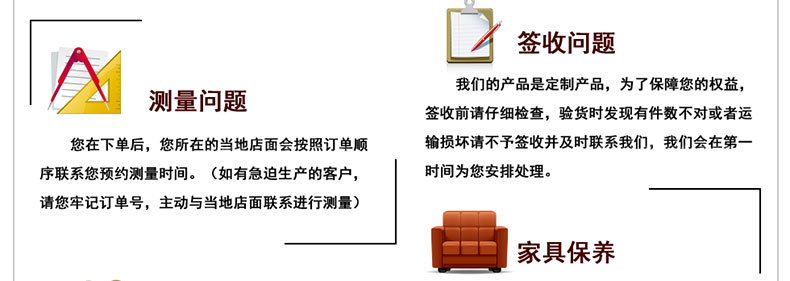 测量问题
您在下单后，您所在的当地店面会按照订单顺
序联系您预约测量时间。（如有急迫生产的客户，
请您牢记订单号，主动与当地店面联系进行测量）
签收问题
我们的产品是定制产品，为了保障您的权益，
签收前请仔细检查，验货时发现有件数不对或者运
输损坏请不予签收并及时联系我们，我们会在第一
时间为您安排处理。
家具保养